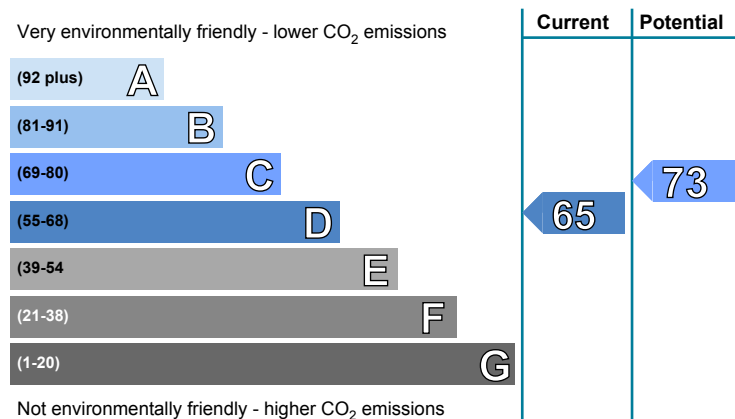 Very environmentally friendly - lower CO₂ emissions
Current
Potential
(92 plus) A
(81-91) B
(69-80) C
(55-68) D
(39-54 E
(21-38) F
(1-20) G
73
65
Not environmentally friendly - higher CO₂ emissions